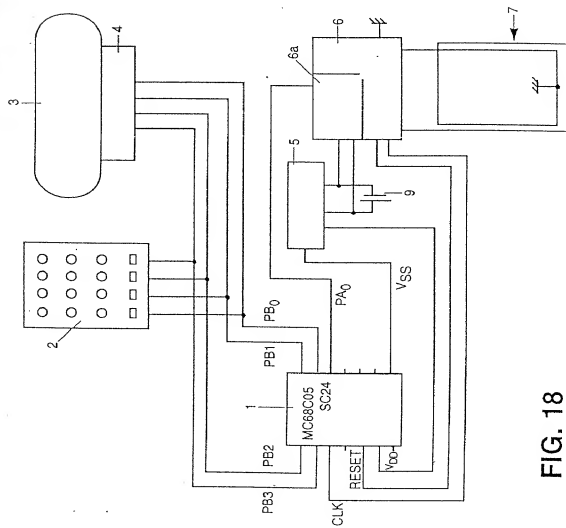 3
4
2
PB3
PB2
PB1
PB0
1
MC68C05
SC24
PA0
VSS
CLK
RESET
VDO
5
9
6a
6
7
FIG. 18